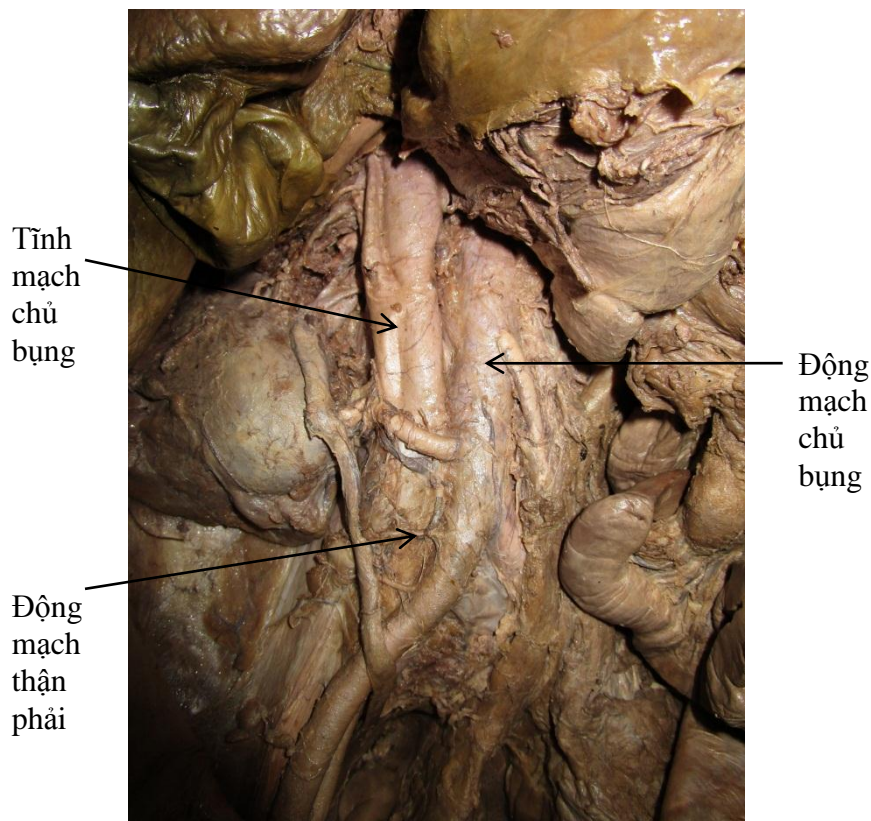 Tĩnh
mạch
chủ
bụng
Động
mạch
chủ
bụng
Động
mạch
thận
phải